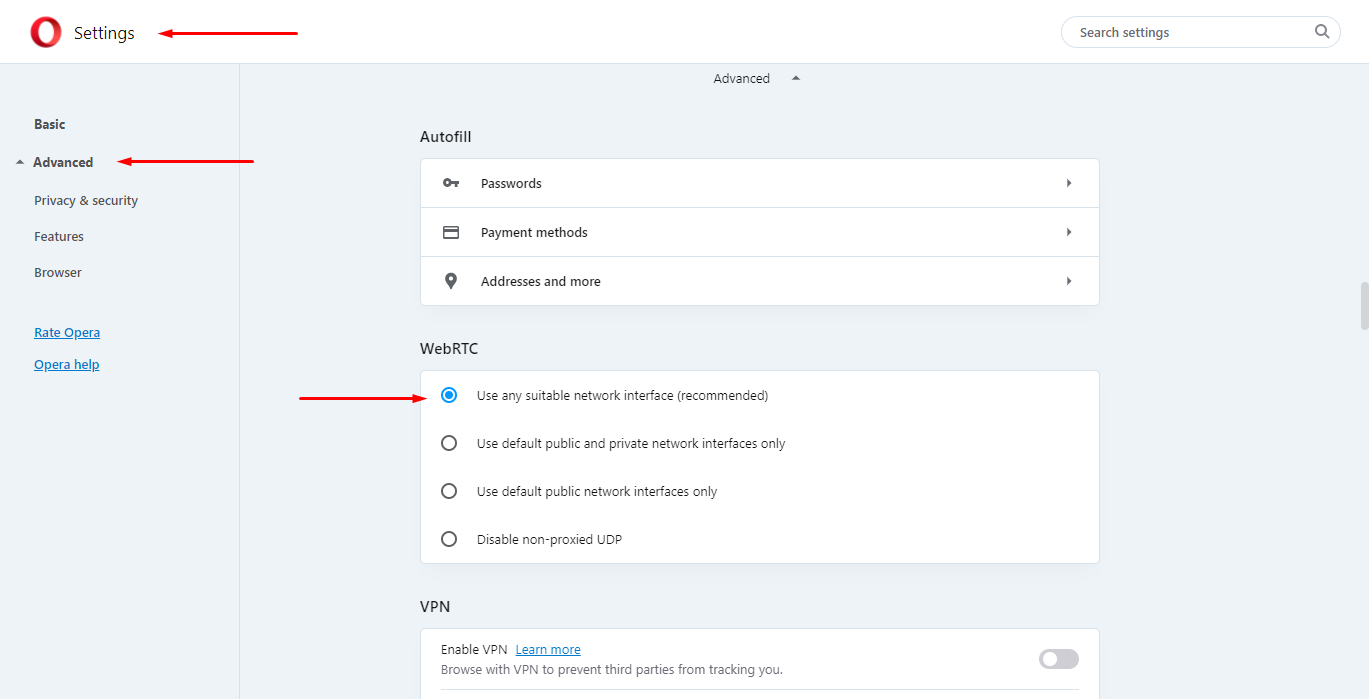 Settings
Search settings
Basic
Advanced
Privacy & security
Features
Browser
Rate Opera
Opera help
Advanced
Autofill
Passwords
Payment methods
Addresses and more
WebRTC
Use any suitable network interface (recommended)
Use default public and private network interfaces only
Use default public network interfaces only
Disable non-proxied UDP
VPN
Enable VPN Learn more
Browse with VPN to prevent third parties from tracking you.